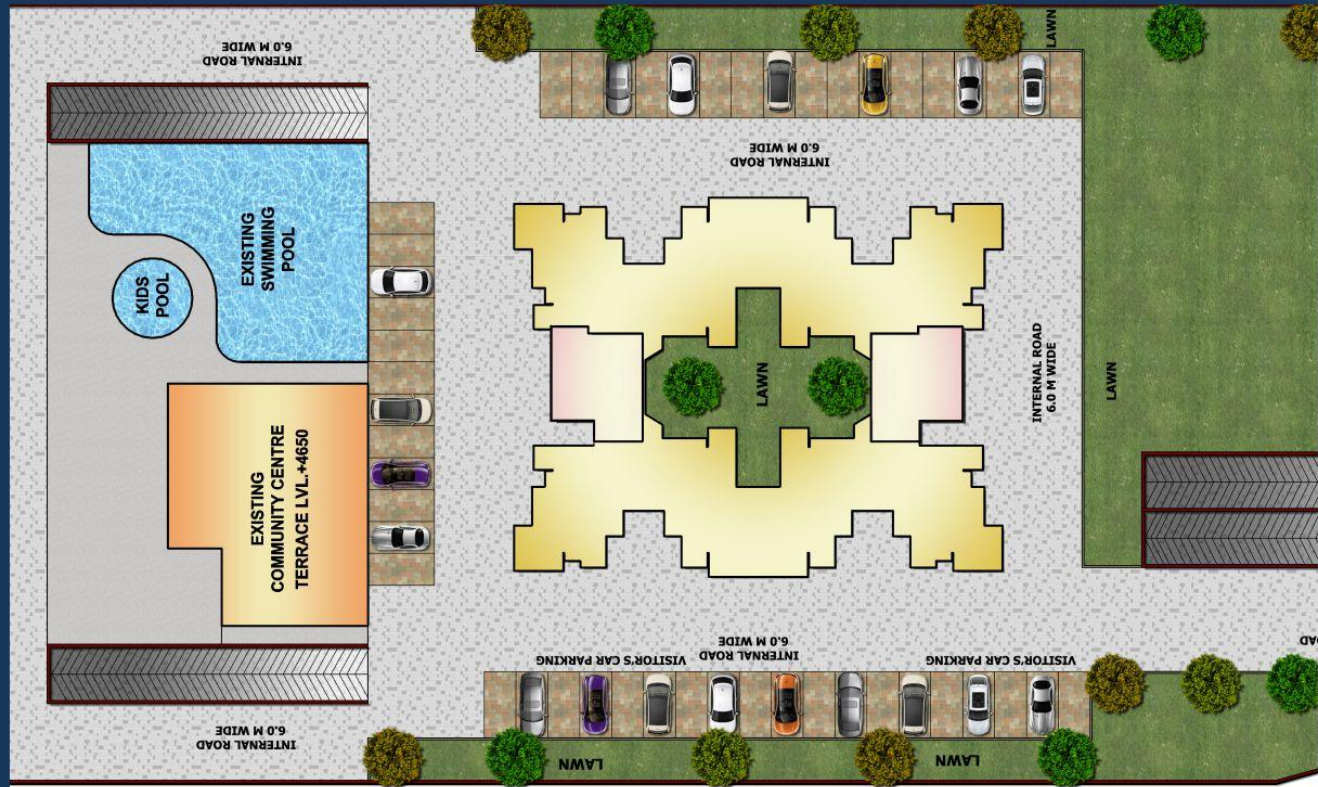 INTERNAL ROAD
6.0 M WIDE
LAWN
INTERNAL ROAD
6.0 M WIDE
EXISTING
SWIMMING
POOL
KIDS
POOL
LAWN
INTERNAL ROAD
6.0 M WIDE
LAWN
EXISTING
COMMUNITY CENTRE
TERRACE LVL.+4650
INTERNAL ROAD
6.0 M WIDE
VISITOR'S CAR PARKING
VISITOR'S CAR PARKING
INTERNAL ROAD
6.0 M WIDE
LAWN
LAWN